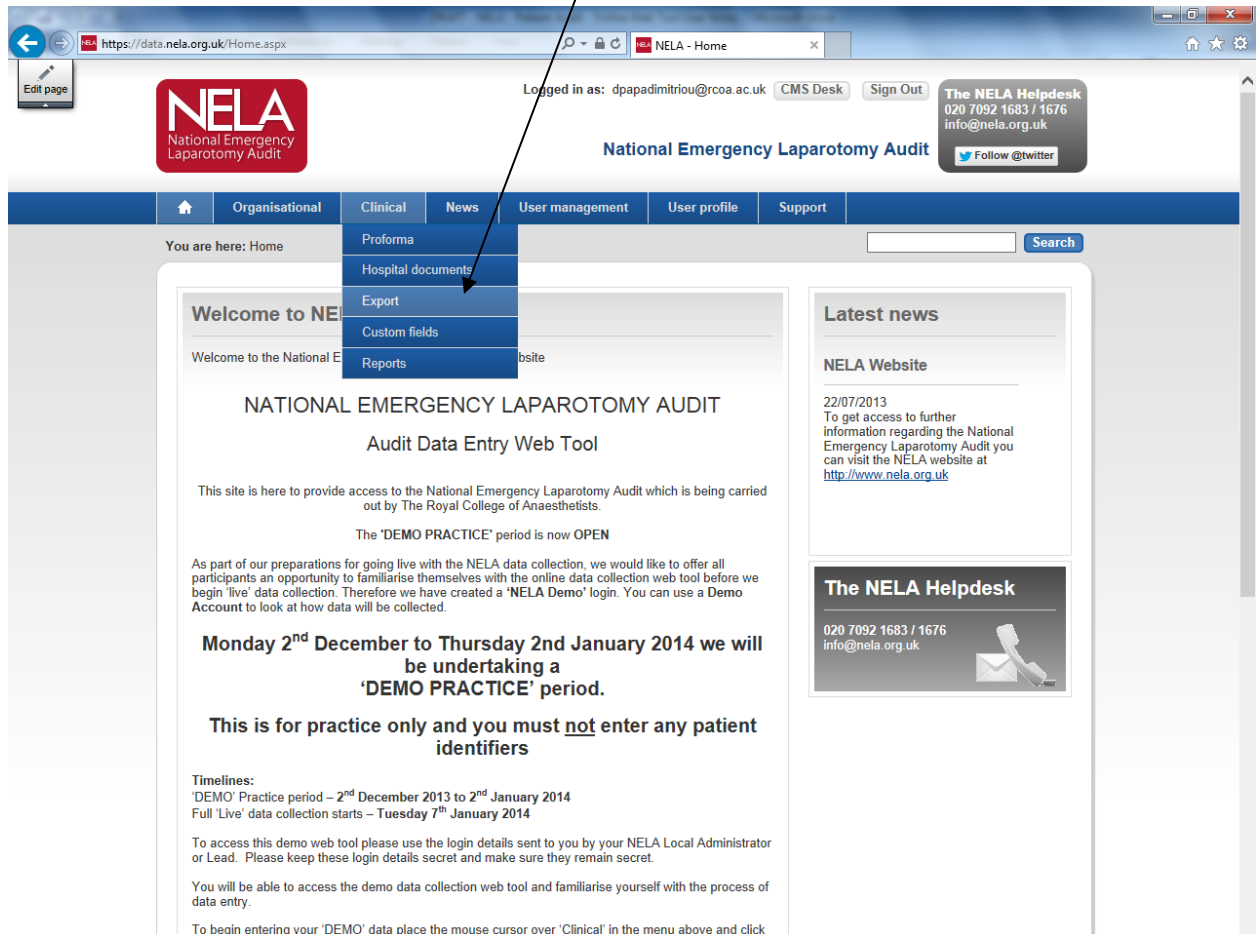 https://data.nela.org.uk/Home.aspx
NELA - Home
Edit page
NELA
National Emergency
Laparotomy Audit
Logged in as: dpapadimitriou@rcoa.ac.uk CMS Desk Sign Out
National Emergency Laparotomy Audit
The NELA Helpdesk
020 7092 1683 / 1676
info@nela.org.uk
Follow @twitter
Organisational Clinical News User management User profile Support
You are here: Home
Search
Proforma
Hospital documents
Export
Custom fields
Reports
Welcome to NE
Welcome to the National E bsite
NATIONAL EMERGENCY LAPAROTOMY AUDIT
Audit Data Entry Web Tool
This site is here to provide access to the National Emergency Laparotomy Audit which is being carried
out by The Royal College of Anaesthetists.
The 'DEMO PRACTICE' period is now OPEN
As part of our preparations for going live with the NELA data collection, we would like to offer all
participants an opportunity to familiarise themselves with the online data collection web tool before we
begin 'live' data collection. Therefore we have created a 'NELA Demo' login. You can use a Demo
Account to look at how data will be collected.
Monday 2nd December to Thursday 2nd January 2014 we will
be undertaking a
‘DEMO PRACTICE’ period.
This is for practice only and you must not enter any patient
identifiers
Timelines:
‘DEMO’ Practice period – 2nd December 2013 to 2nd January 2014
Full ‘Live’ data collection starts – Tuesday 7th January 2014
To access this demo web tool please use the login details sent to you by your NELA Local Administrator
or Lead. Please keep these login details secret and make sure they remain secret.
You will be able to access the demo data collection web tool and familiarise yourself with the process of
data entry.
To begin entering your ‘DEMO’ data place the mouse cursor over ‘Clinical’ in the menu above and click
Latest news
NELA Website
22/07/2013
To get access to further
information regarding the National
Emergency Laparotomy Audit you
can visit the NELA website at
http://www.nela.org.uk
The NELA Helpdesk
020 7092 1683 / 1676
info@nela.org.uk